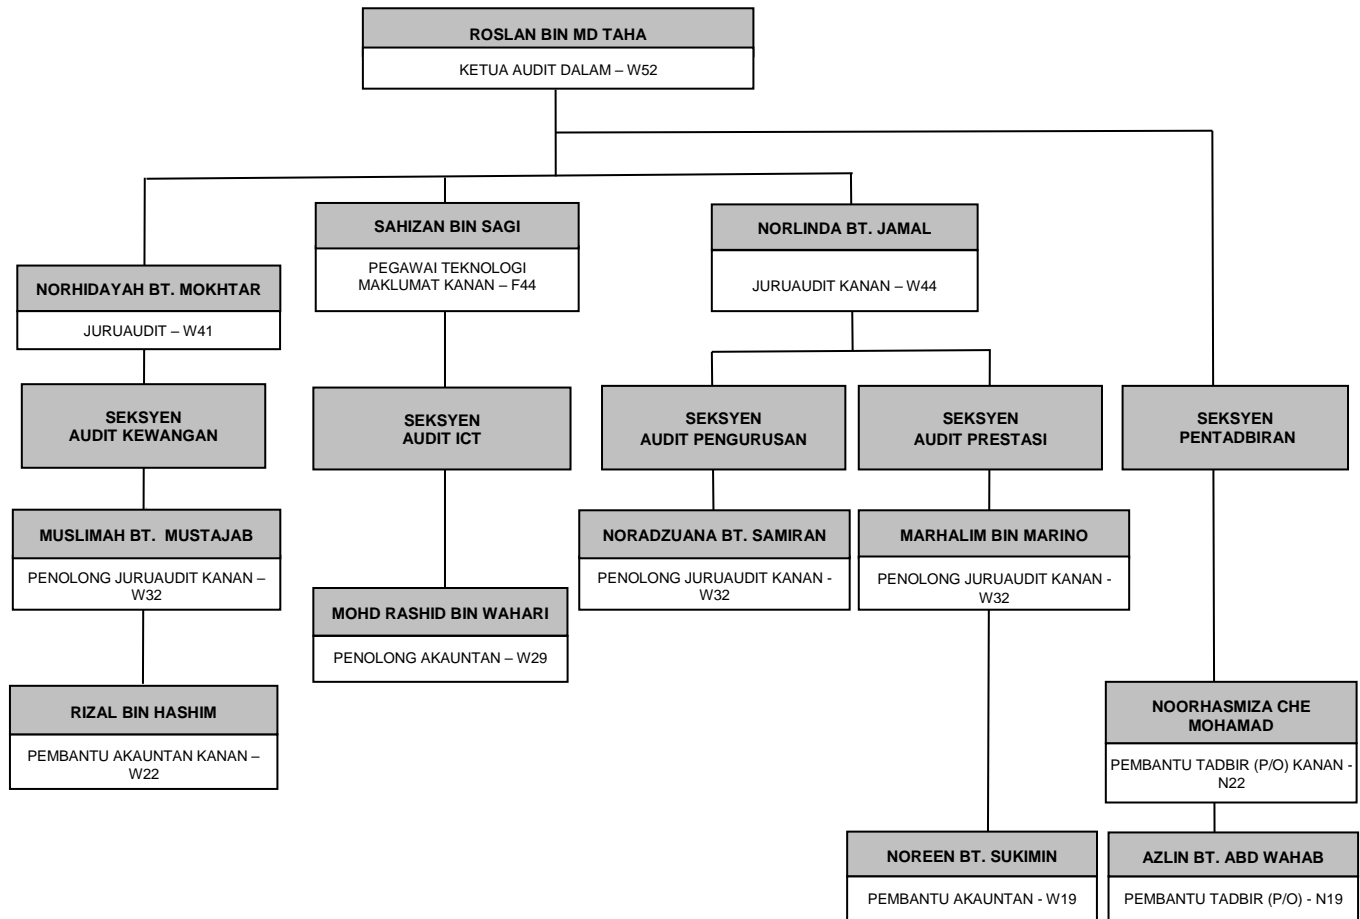 ROSLAN BIN MD TAHA
KETUA AUDIT DALAM – W52
NORHIDAYAH BT. MOKHTAR
JURUAUDIT – W41
SEKSYEN
AUDIT KEWANGAN
MUSLIMAH BT. MUSTAJAB
PENOLONG JURUAUDIT KANAN –
W32
RIZAL BIN HASHIM
PEMBANTU AKAUNTAN KANAN –
W22
SAHIZAN BIN SAGI
PEGAWAI TEKNOLOGI
MAKLUMAT KANAN – F44
SEKSYEN
AUDIT ICT
MOHD RASHID BIN WAHARI
PENOLONG AKAUNTAN – W29
NORLINDA BT. JAMAL
JURUAUDIT KANAN – W44
SEKSYEN
AUDIT PENGURUSAN
NORADZUANA BT. SAMIRAN
PENOLONG JURUAUDIT KANAN -
W32
SEKSYEN
AUDIT PRESTASI
MARHALIM BIN MARINO
PENOLONG JURUAUDIT KANAN -
W32
NOREEN BT. SUKIMIN
PEMBANTU AKAUNTAN - W19
SEKSYEN
PENTADBIRAN
NOORHASMIZA CHE
MOHAMAD
PEMBANTU TADBIR (P/O) KANAN -
N22
AZLIN BT. ABD WAHAB
PEMBANTU TADBIR (P/O) - N19